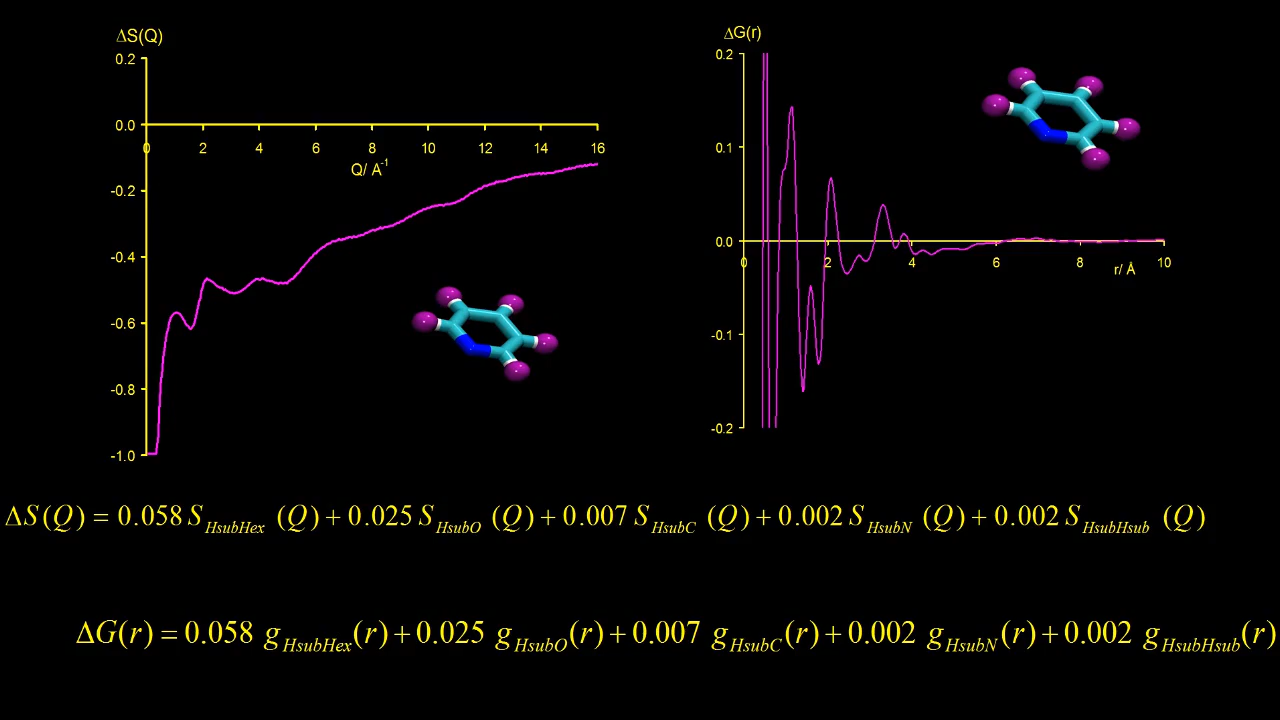 ΔS(Q)
0.2
0.0
0 2 4 6 8 10 12 14 16
Q/ A⁻¹
-0.2
-0.4
-0.6
-0.8
-1.0
ΔG(r)
0.2
0.1
0.0
0 2 4 6 8 10
r/ Å
-0.1
-0.2
ΔS(Q) = 0.058 S_HsubHex (Q) + 0.025 S_HsubO (Q) + 0.007 S_HsubC (Q) + 0.002 S_HsubN (Q) + 0.002 S_HsubHsub (Q)
ΔG(r) = 0.058 g_HsubHex(r) + 0.025 g_HsubO(r) + 0.007 g_HsubC(r) + 0.002 g_HsubN(r) + 0.002 g_HsubHsub(r)